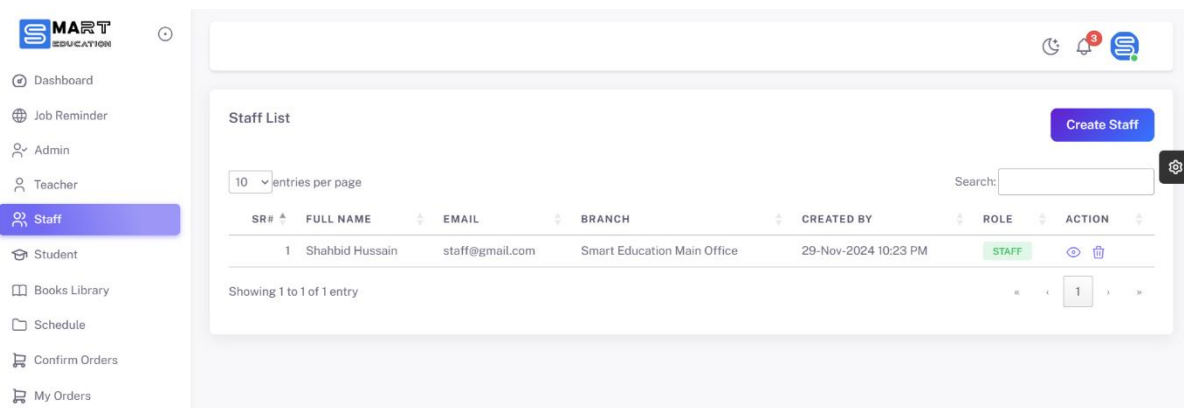 SMART
EDUCATION
Dashboard
Job Reminder
Admin
Teacher
Staff
Student
Books Library
Schedule
Confirm Orders
My Orders
3
Staff List
Create Staff
10 entries per page
Search:
SR# FULL NAME EMAIL BRANCH CREATED BY ROLE ACTION
1 Shahbid Hussain staff@gmail.com Smart Education Main Office 29-Nov-2024 10:23 PM STAFF
Showing 1 to 1 of 1 entry
« ‹ 1 › »